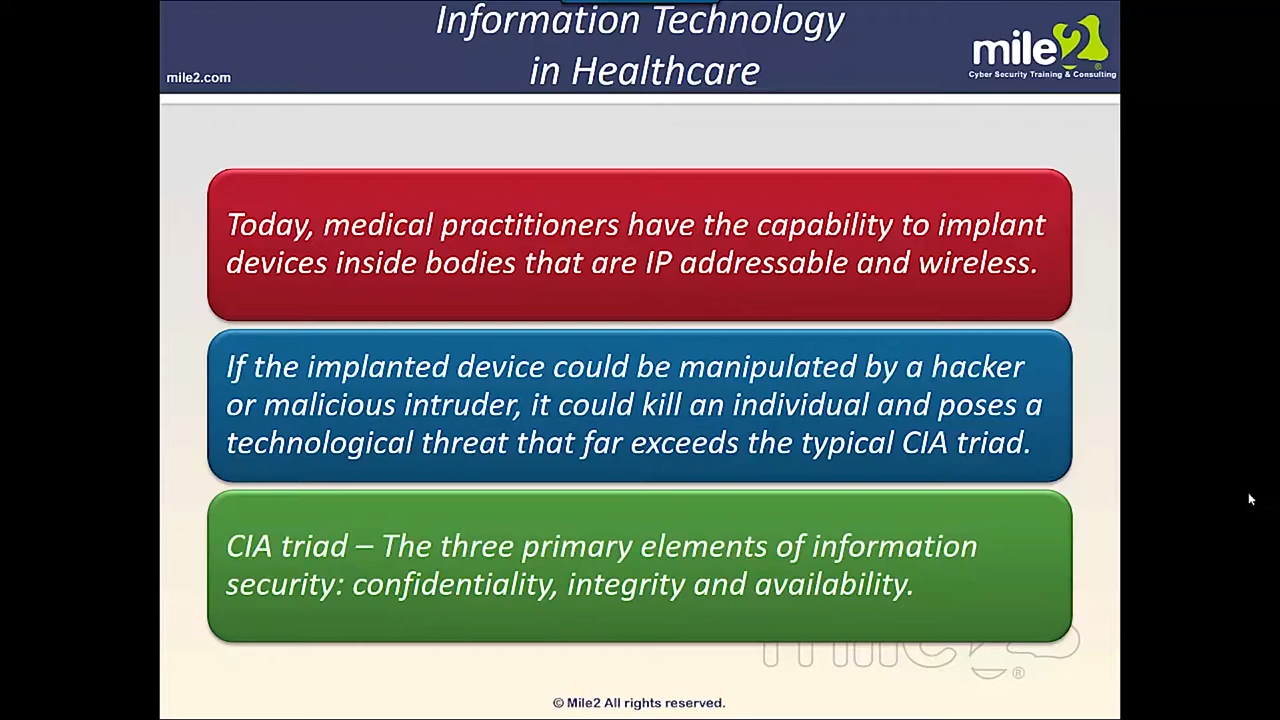 Information Technology
in Healthcare
mile2.com
mile2
Cyber Security Training & Consulting
Today, medical practitioners have the capability to implant
devices inside bodies that are IP addressable and wireless.
If the implanted device could be manipulated by a hacker
or malicious intruder, it could kill an individual and poses a
technological threat that far exceeds the typical CIA triad.
CIA triad – The three primary elements of information
security: confidentiality, integrity and availability.
mile2
®
© Mile2 All rights reserved.